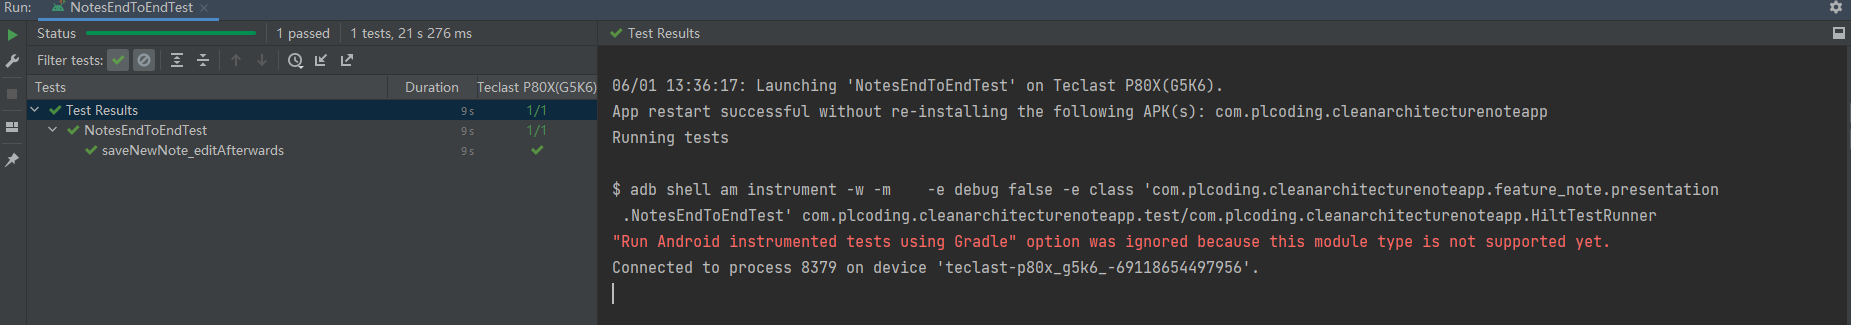 Run: NotesEndToEndTest
Status 1 passed 1 tests, 21 s 276 ms
Filter tests:
Tests Duration Teclast P80X(G5K6)
Test Results 9 s 1/1
NotesEndToEndTest 9 s 1/1
saveNewNote_editAfterwards 9 s
Test Results
06/01 13:36:17: Launching 'NotesEndToEndTest' on Teclast P80X(G5K6).
App restart successful without re-installing the following APK(s): com.plcoding.cleanarchitecturenoteapp
Running tests
$ adb shell am instrument -w -m    -e debug false -e class 'com.plcoding.cleanarchitecturenoteapp.feature_note.presentation
.NotesEndToEndTest' com.plcoding.cleanarchitecturenoteapp.test/com.plcoding.cleanarchitecturenoteapp.HiltTestRunner
"Run Android instrumented tests using Gradle" option was ignored because this module type is not supported yet.
Connected to process 8379 on device 'teclast-p80x_g5k6_-69118654497956'.